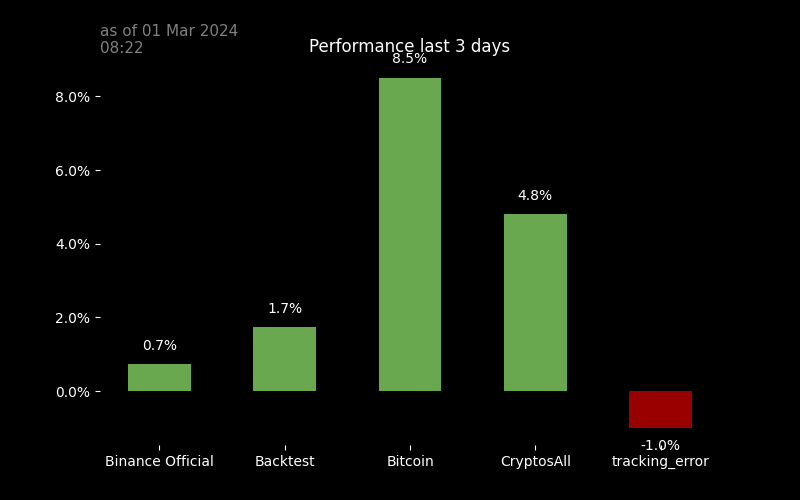 as of 01 Mar 2024
08:22
Performance last 3 days
8.5%
8.0%
6.0%
4.8%
4.0%
2.0%
1.7%
0.7%
0.0%
-1.0%
Binance Official
Backtest
Bitcoin
CryptosAll
tracking_error